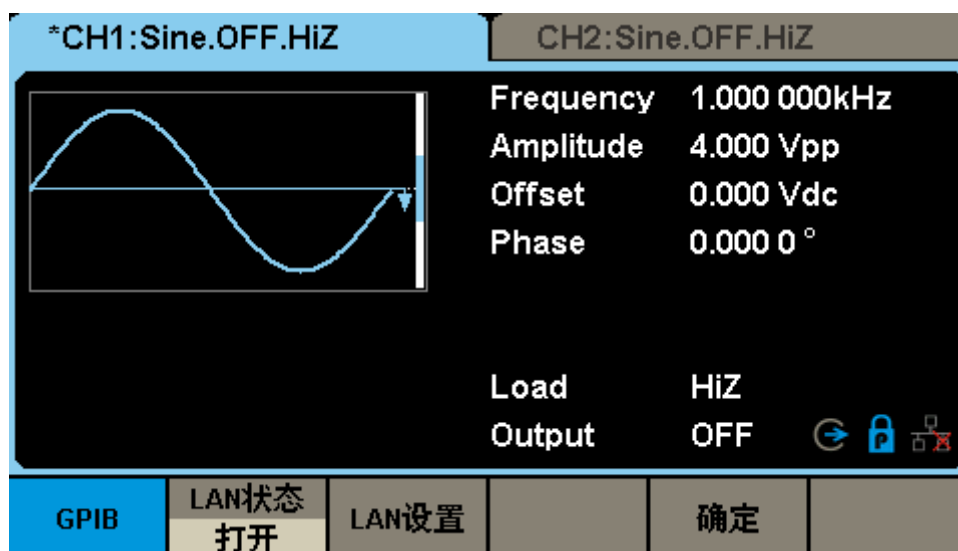 *CH1:Sine.OFF.HiZ
CH2:Sine.OFF.HiZ
Frequency 1.000 000kHz
Amplitude 4.000 Vpp
Offset 0.000 Vdc
Phase 0.000 0 °
Load HiZ
Output OFF
GPIB
LAN状态
打开
LAN设置
确定